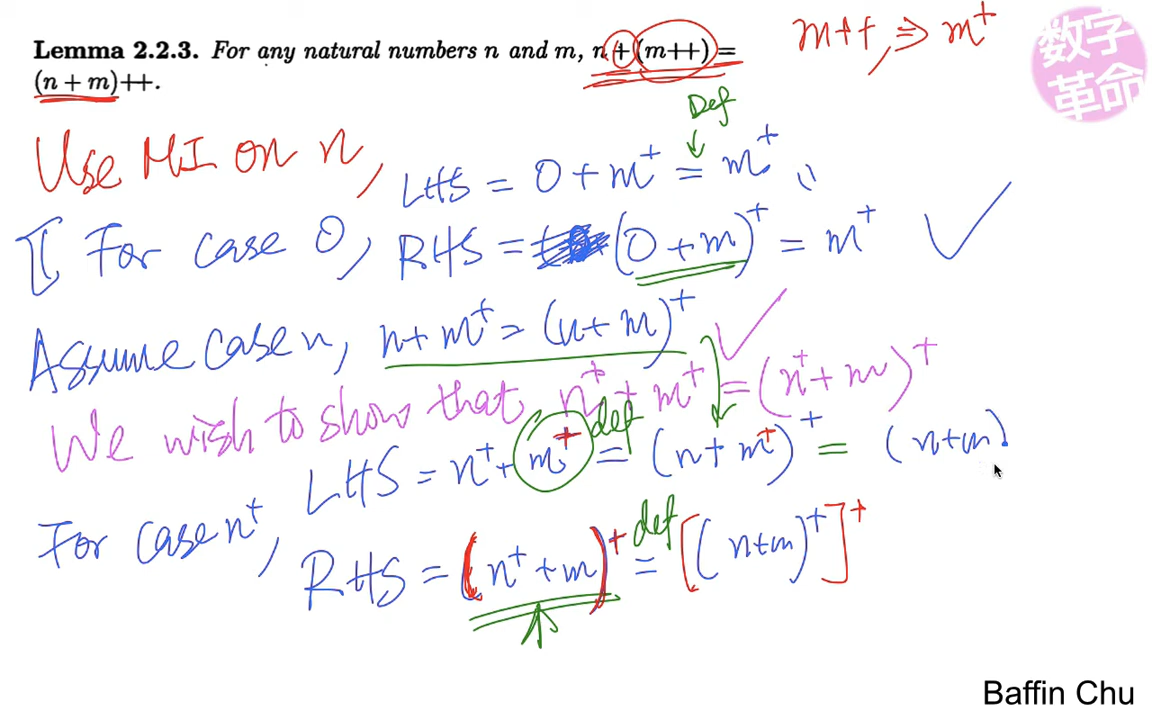 Lemma 2.2.3. For any natural numbers n and m, n + (m++) =
(n + m)++.
m++ ⇒ m⁺
数字
革命
Def
Use MI on n,
LHS = 0 + m⁺ = m⁺
For case 0, RHS = (0 + m)⁺ = m⁺ ✓
Assume case n, n + m⁺ = (n + m)⁺ ✓
We wish to show that n⁺ + m⁺ = (n⁺ + m)⁺
def
LHS = n⁺ + m⁺ = (n + m⁺)⁺ = (n+m)
For case n⁺,
def
RHS = (n⁺ + m)⁺ = [(n+m)⁺]⁺
Baffin Chu